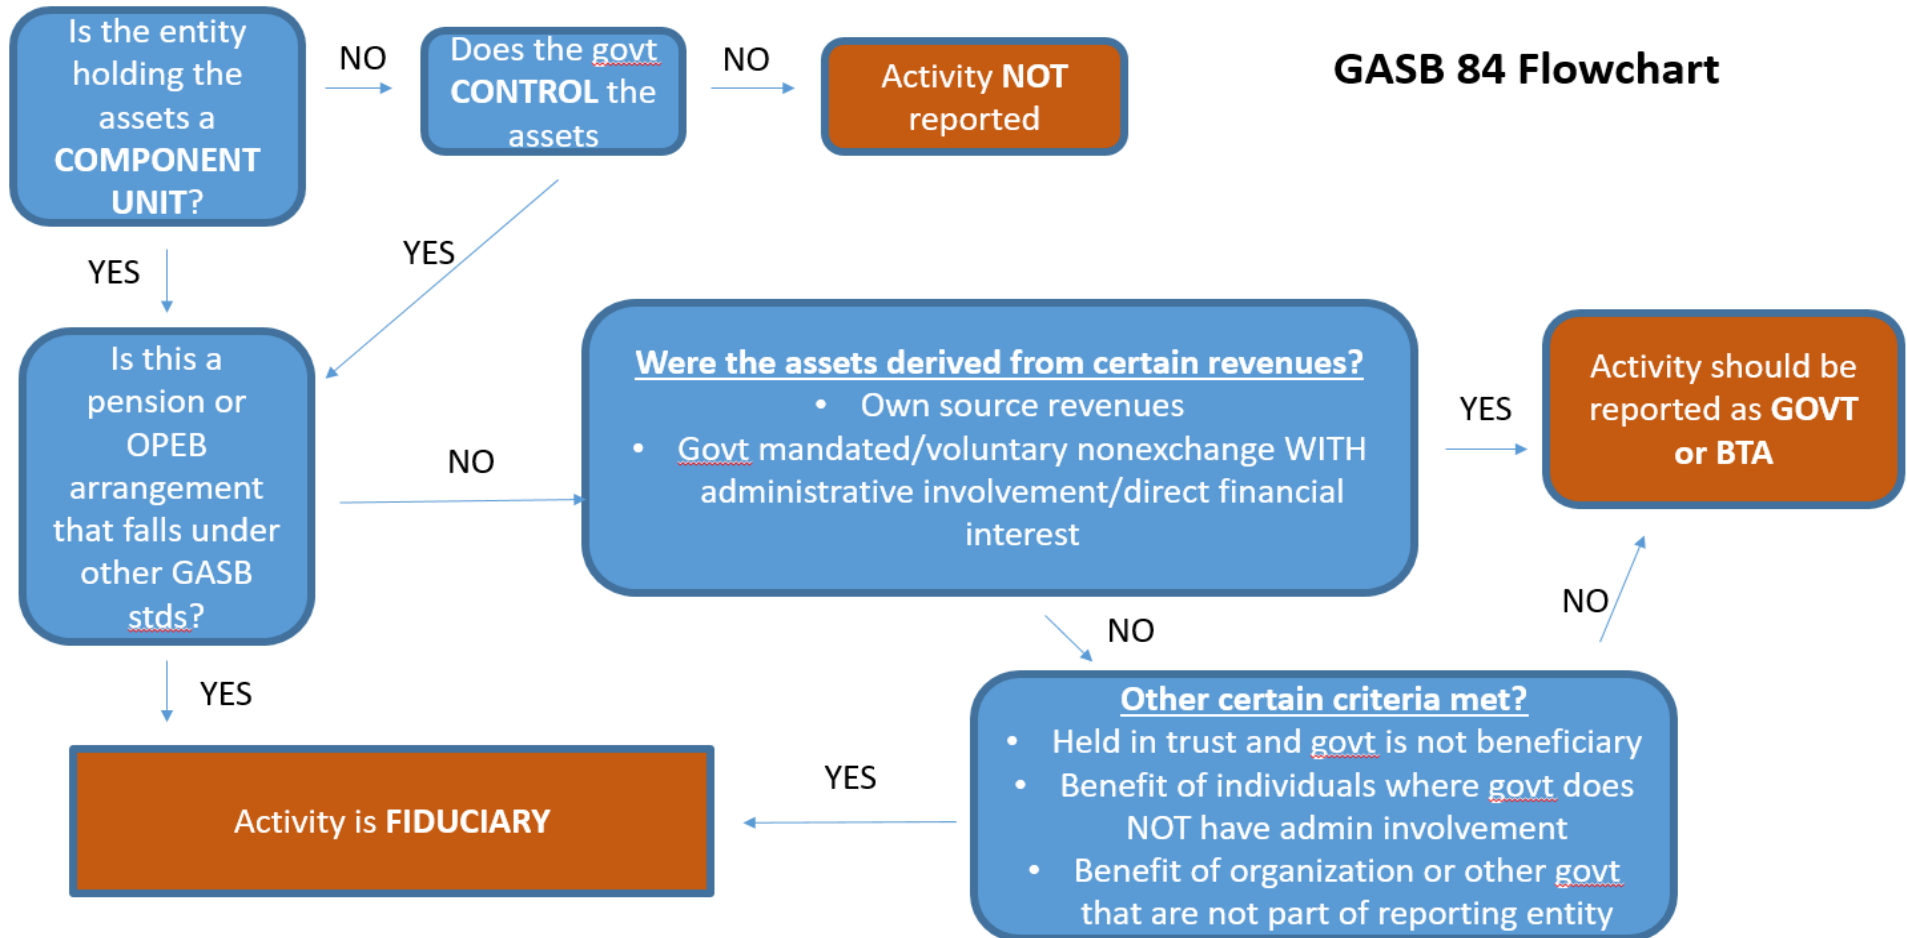 Is the entity
holding the
assets a
COMPONENT
UNIT?
NO
Does the govt
CONTROL the
assets
NO
Activity NOT
reported
GASB 84 Flowchart
YES
YES
Is this a
pension or
OPEB
arrangement
that falls under
other GASB
stds?
NO
Were the assets derived from certain revenues?
• Own source revenues
• Govt mandated/voluntary nonexchange WITH
administrative involvement/direct financial
interest
YES
Activity should be
reported as GOVT
or BTA
NO
NO
YES
Other certain criteria met?
• Held in trust and govt is not beneficiary
• Benefit of individuals where govt does
NOT have admin involvement
• Benefit of organization or other govt
that are not part of reporting entity
YES
Activity is FIDUCIARY